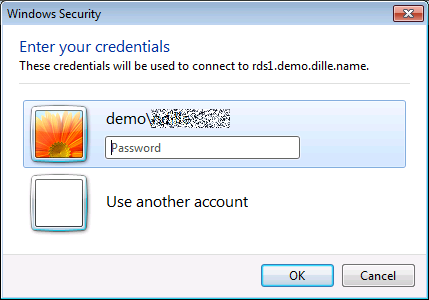 Windows Security
Enter your credentials
These credentials will be used to connect to rds1.demo.dille.name.
demo\
Password
Use another account
OK
Cancel